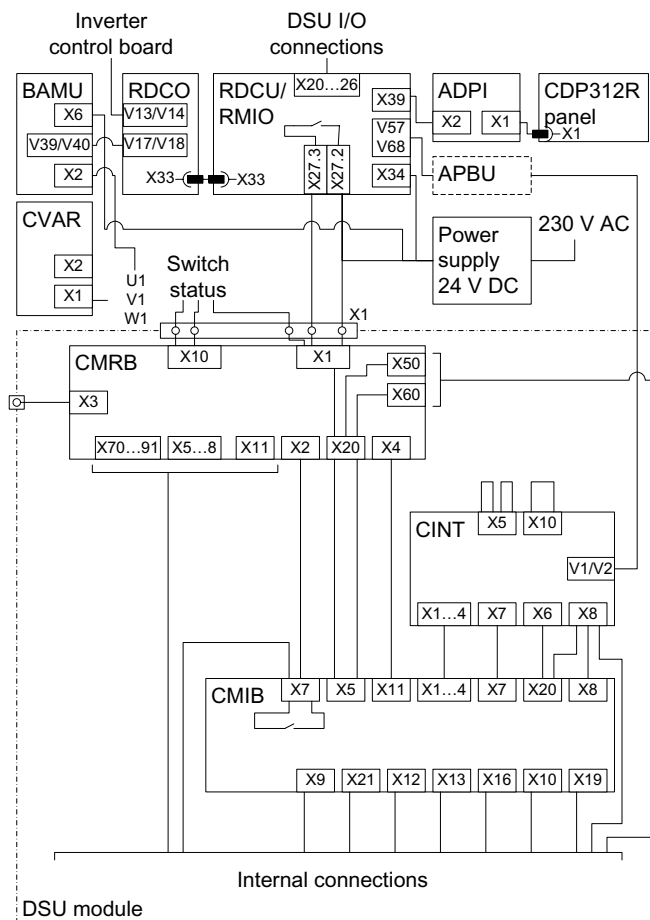 Inverter
control board
DSU I/O
connections
BAMU
X6
V39/V40
X2
RDCO
V13/V14
V17/V18
X33
RDCU/
RMIO
X20...26
X39
V57
V68
X27.3
X27.2
X34
X33
ADPI
X2
X1
CDP312R
panel
X1
APBU
CVAR
X2
X1
U1
V1
W1
Switch
status
Power
supply
24 V DC
230 V AC
X1
CMRB
X10
X1
X50
X60
X3
X70...91
X5...8
X11
X2
X20
X4
CINT
X5
X10
V1/V2
X1...4
X7
X6
X8
CMIB
X7
X5
X11
X1...4
X7
X20
X8
X9
X21
X12
X13
X16
X10
X19
Internal connections
DSU module